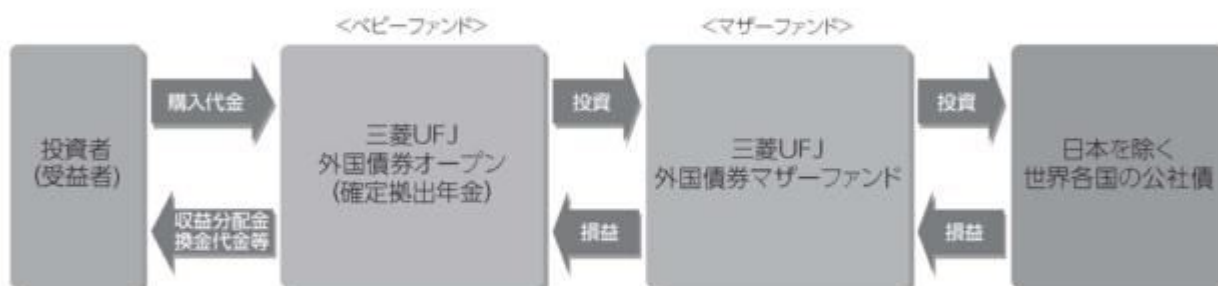 <ベビーファンド>
<マザーファンド>
投資者
(受益者)
購入代金
収益分配金
換金代金等
三菱UFJ
外国債券オープン
(確定拠出年金)
投資
損益
三菱UFJ
外国債券マザーファンド
投資
損益
日本を除く
世界各国の公社債